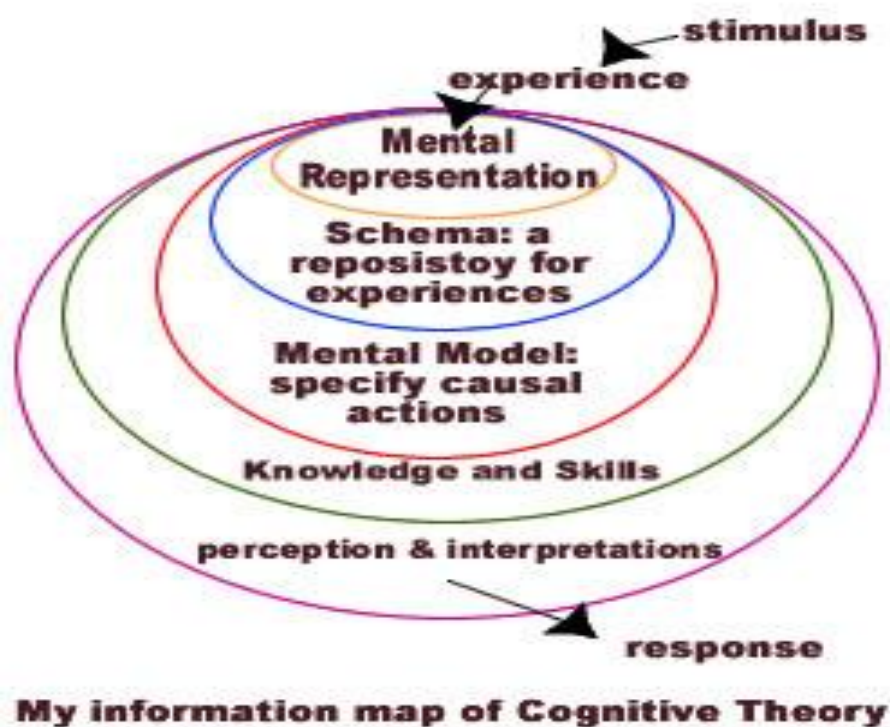 stimulus
experience
Mental
Representation
Schema: a
reposistoy for
experiences
Mental Model:
specify causal
actions
Knowledge and Skills
perception & interpretations
response
My information map of Cognitive Theory